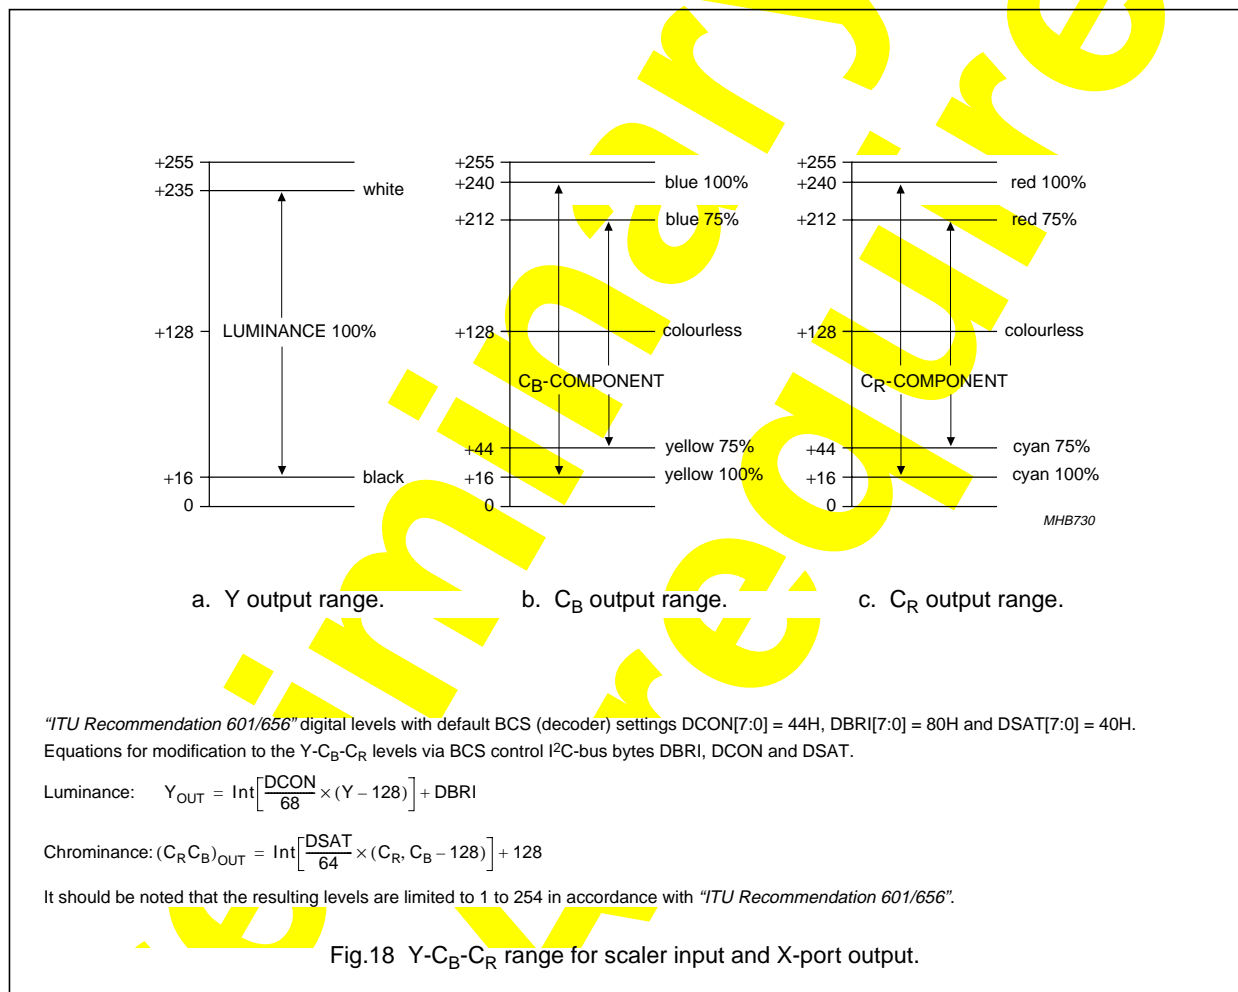 +255
+235
white
+128
LUMINANCE 100%
+16
black
0
+255
+240
blue 100%
+212
blue 75%
+128
colourless
CB-COMPONENT
+44
yellow 75%
+16
yellow 100%
0
+255
+240
red 100%
+212
red 75%
+128
colourless
CR-COMPONENT
+44
cyan 75%
+16
cyan 100%
0
MHB730
a. Y output range.
b. CB output range.
c. CR output range.
“ITU Recommendation 601/656” digital levels with default BCS (decoder) settings DCON[7:0] = 44H, DBRI[7:0] = 80H and DSAT[7:0] = 40H.
Equations for modification to the Y-CB-CR levels via BCS control I2C-bus bytes DBRI, DCON and DSAT.
Luminance: YOUT = Int[DCON/68 × (Y – 128)] + DBRI
Chrominance: (CRCB)OUT = Int[DSAT/64 × (CR, CB – 128)] + 128
It should be noted that the resulting levels are limited to 1 to 254 in accordance with “ITU Recommendation 601/656”.
Fig.18 Y-CB-CR range for scaler input and X-port output.